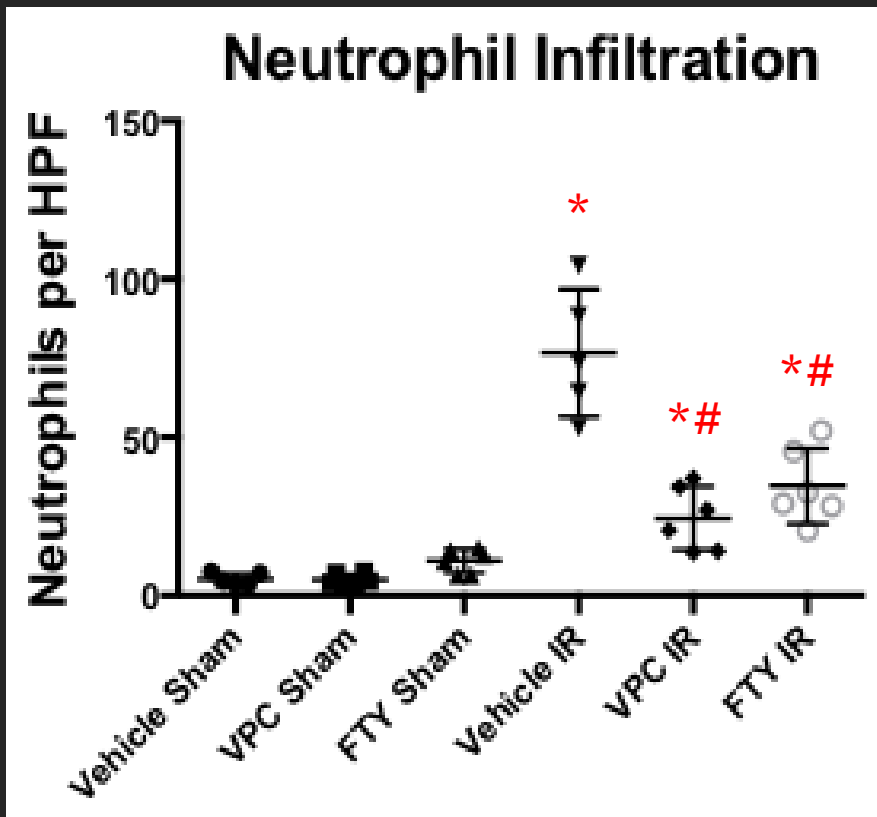 Neutrophil Infiltration
Neutrophils per HPF
150
100
50
0
*
*#
*#
Vehicle Sham
VPC Sham
FTY Sham
Vehicle IR
VPC IR
FTY IR